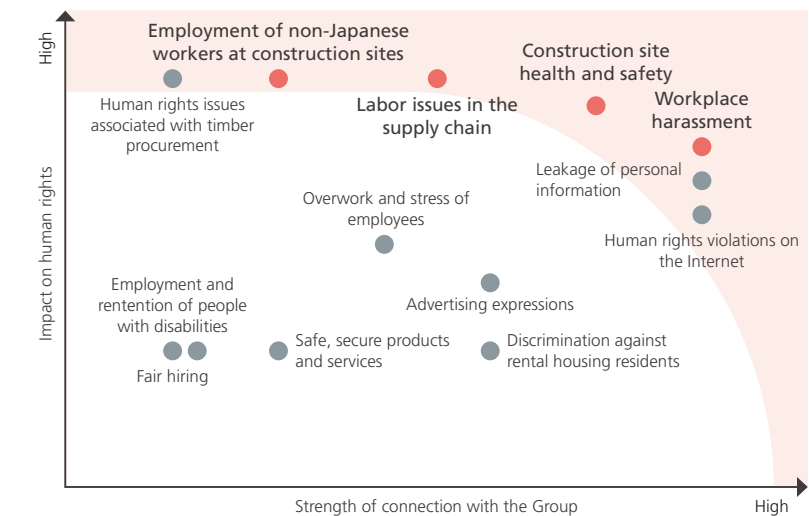 High
Impact on human rights
Employment of non-Japanese
workers at construction sites
Construction site
health and safety
Human rights issues
associated with timber
procurement
Labor issues in the
supply chain
Workplace
harassment
Leakage of personal
information
Overwork and stress of
employees
Human rights violations on
the Internet
Employment and
rentention of people
with disabilities
Advertising expressions
Safe, secure products
and services
Discrimination against
rental housing residents
Fair hiring
Strength of connection with the Group
High